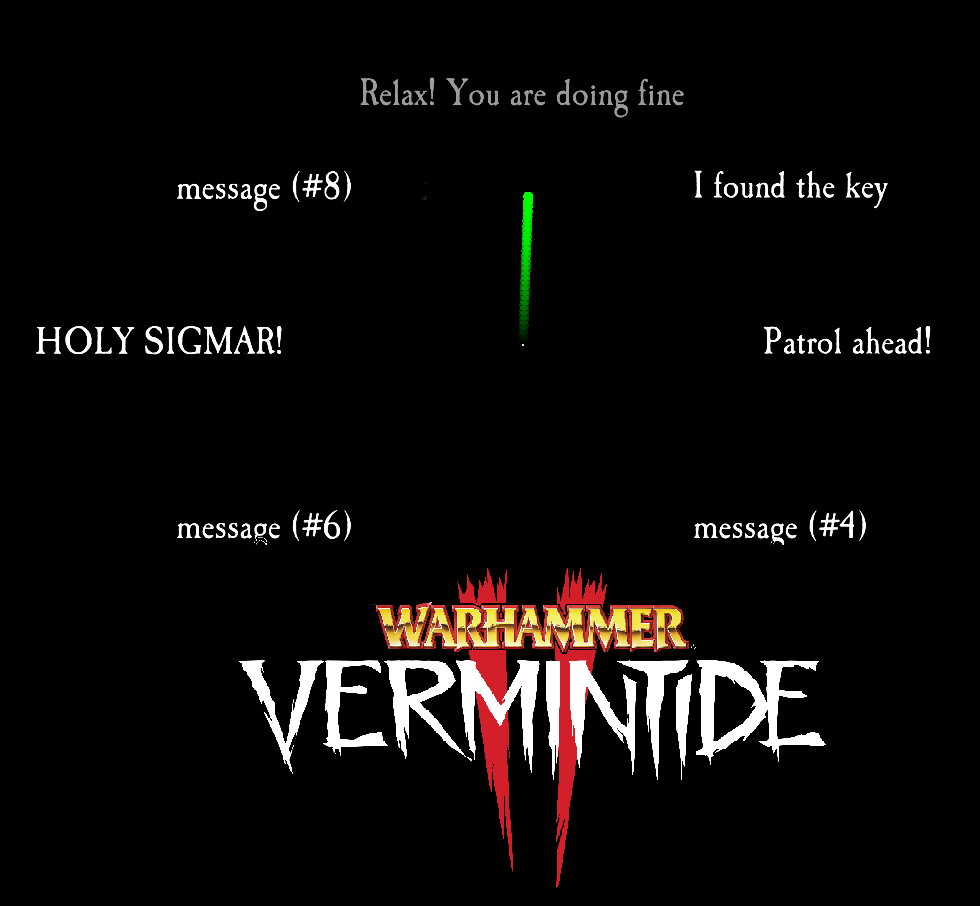 Relax! You are doing fine
message (#8)
I found the key
HOLY SIGMAR!
Patrol ahead!
message (#6)
message (#4)
WARHAMMER
VERMINTIDE
II